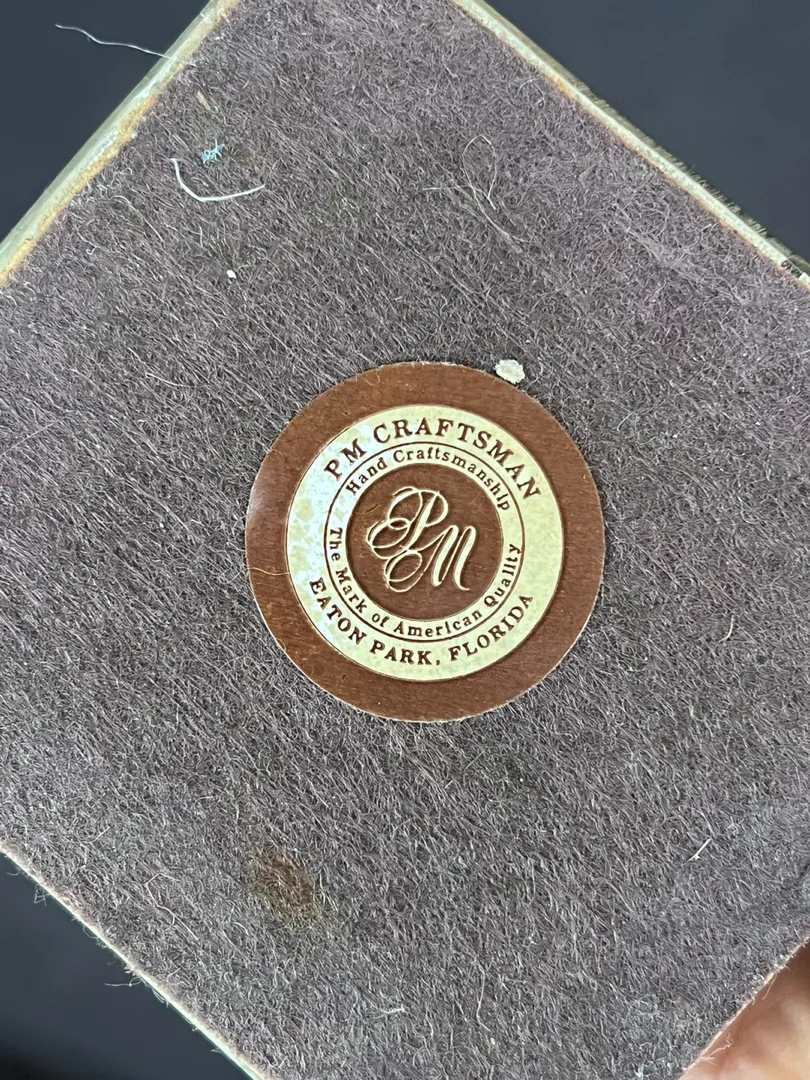 PM CRAFTSMAN
Hand Craftsmanship
PM
The Mark of American Quality
EATON PARK, FLORIDA